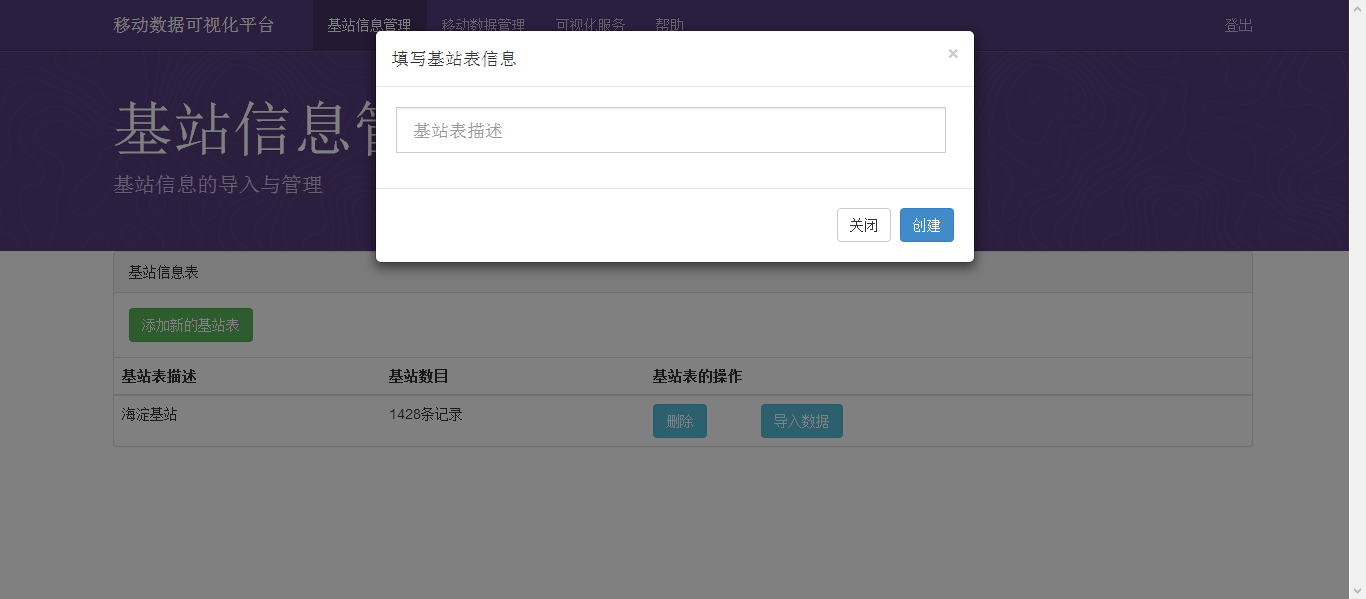 移动数据可视化平台 基站信息管理 移动数据管理 可视化服务 帮助 登出
填写基站表信息 ×
基站信息管
基站表描述
基站信息的导入与管理
关闭 创建
基站信息表
添加新的基站表
基站表描述 基站数目 基站表的操作
海淀基站 1428条记录 删除 导入数据